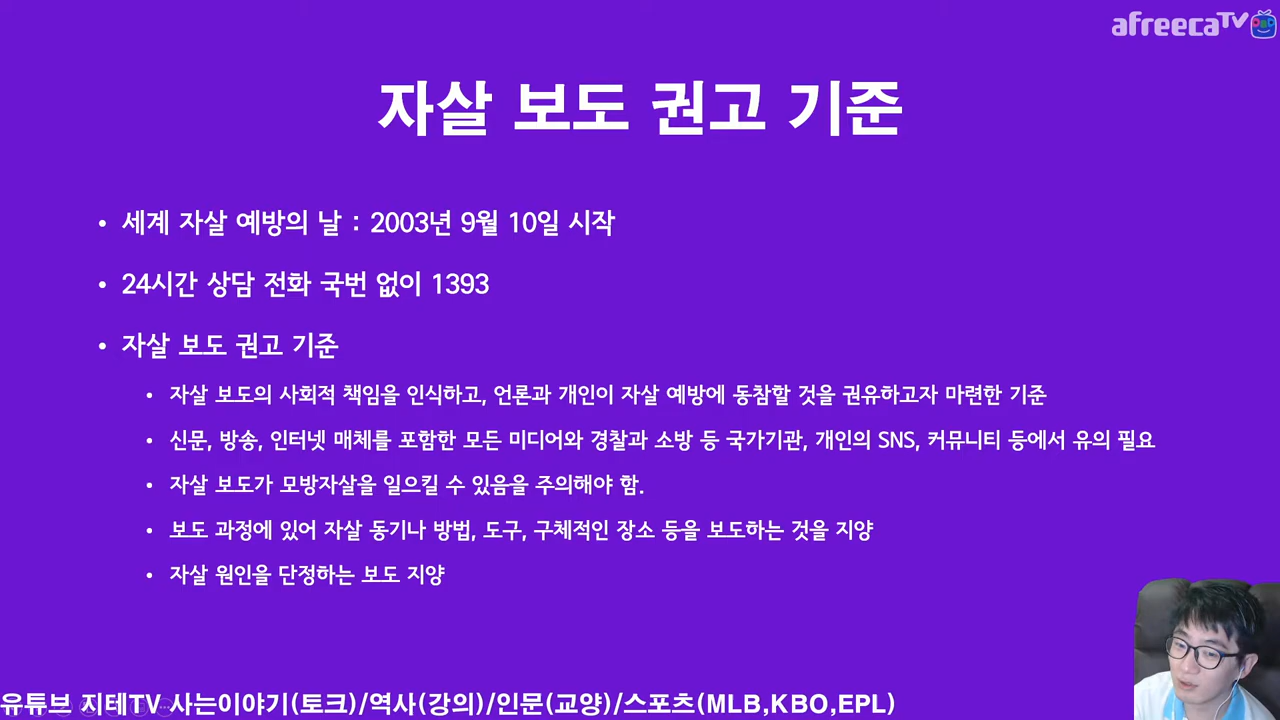 afreecaTV
자살 보도 권고 기준
• 세계 자살 예방의 날 : 2003년 9월 10일 시작
• 24시간 상담 전화 국번 없이 1393
• 자살 보도 권고 기준
• 자살 보도의 사회적 책임을 인식하고, 언론과 개인이 자살 예방에 동참할 것을 권유하고자 마련한 기준
• 신문, 방송, 인터넷 매체를 포함한 모든 미디어와 경찰과 소방 등 국가기관, 개인의 SNS, 커뮤니티 등에서 유의 필요
• 자살 보도가 모방자살을 일으킬 수 있음을 주의해야 함.
• 보도 과정에 있어 자살 동기나 방법, 도구, 구체적인 장소 등을 보도하는 것을 지양
• 자살 원인을 단정하는 보도 지양
유튜브 지테TV 사는이야기(토크)/역사(강의)/인문(교양)/스포츠(MLB,KBO,EPL)